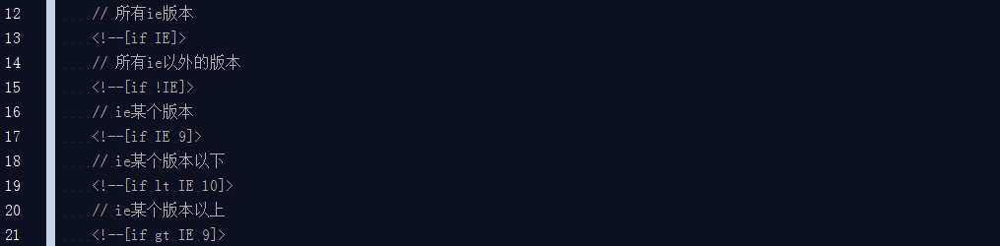 12 // 所有ie版本
13 <!--[if IE]>
14 // 所有ie以外的版本
15 <!--[if !IE]>
16 // ie某个版本
17 <!--[if IE 9]>
18 // ie某个版本以下
19 <!--[if lt IE 10]>
20 // ie某个版本以上
21 <!--[if gt IE 9]>